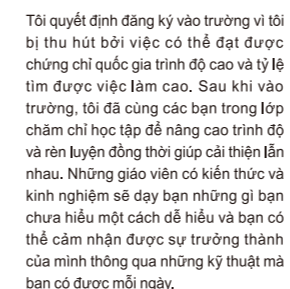 Tôi quyết định đăng ký vào trường vì tôi
bị thu hút bởi việc có thể đạt được
chứng chỉ quốc gia trình độ cao và tỷ lệ
tìm được việc làm cao. Sau khi vào
trường, tôi đã cùng các bạn trong lớp
chăm chỉ học tập để nâng cao trình độ
và rèn luyện đồng thời giúp cải thiện lẫn
nhau. Những giáo viên có kiến thức và
kinh nghiệm sẽ dạy bạn những gì bạn
chưa hiểu một cách dễ hiểu và bạn có
thể cảm nhận được sự trưởng thành
của mình thông qua những kỹ thuật mà
bạn có được mỗi ngày.